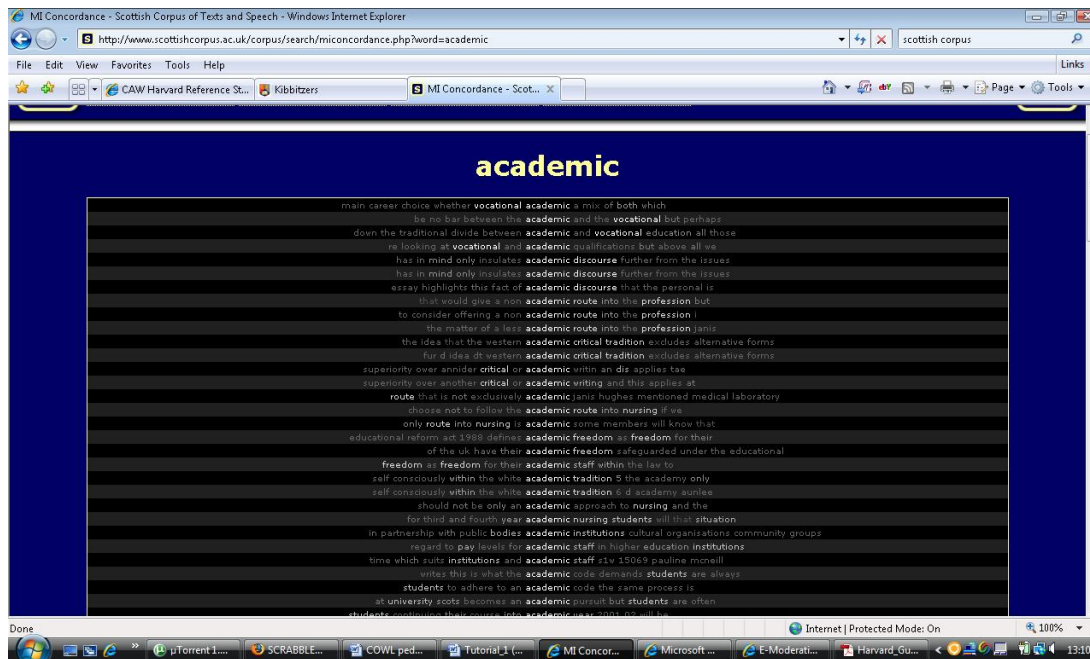 MI Concordance - Scottish Corpus of Texts and Speech - Windows Internet Explorer
http://www.scottishcorpus.ac.uk/corpus/search/miconcordance.php?word=academic scottish corpus
File Edit View Favorites Tools Help Links
CAW Harvard Reference St... Kibbitzers MI Concordance - Scot... X Page Tools
academic
main career choice whether vocational academic a mix of both which
be no bar between the academic and the vocational but perhaps
down the traditional divide between academic and vocational education all those
re looking at vocational and academic qualifications but above all we
has in mind only insulates academic discourse further from the issues
has in mind only insulates academic discourse further from the issues
essay highlights this fact of academic discourse that the personal is
that would give a non academic route into the profession but
to consider offering a non academic route into the profession i
the matter of a less academic route into the profession janis
the idea that the western academic critical tradition excludes alternative forms
fur d idea dt western academic critical tradition excludes alternative forms
superiority ower annider critical or academic writin an dis applies tae
superiority over another critical or academic writing and this applies at
route that is not exclusively academic janis hughes mentioned medical laboratory
choose not to follow the academic route into nursing if we
only route into nursing is academic some members will know that
educational reform act 1988 defines academic freedom as freedom for their
of the uk have their academic freedom safeguarded under the educational
freedom as freedom for their academic staff within the law to
self consciously within the white academic tradition 5 the academy only
self consciously within the white academic tradition 6 d academy aunlee
should not be only an academic approach to nursing and the
for third and fourth year academic nursing students will that situation
in partnership with public bodies academic institutions cultural organisations community groups
regard to pay levels for academic staff in higher education institutions
time which suits institutions and academic staff s1w 15069 pauline mcneill
writes this is what the academic code demands students are always
students to adhere to an academic code the same process is
at university scots becomes an academic pursuit but students are often
students continuing their course into academic year 2001 02 will be
Done Internet | Protected Mode: On 100%
µTorrent 1.... SCRABBLE... COWL ped... Tutorial_1 (... MI Concor... Microsoft ... E-Moderati... Harvard_Gu... 13:10